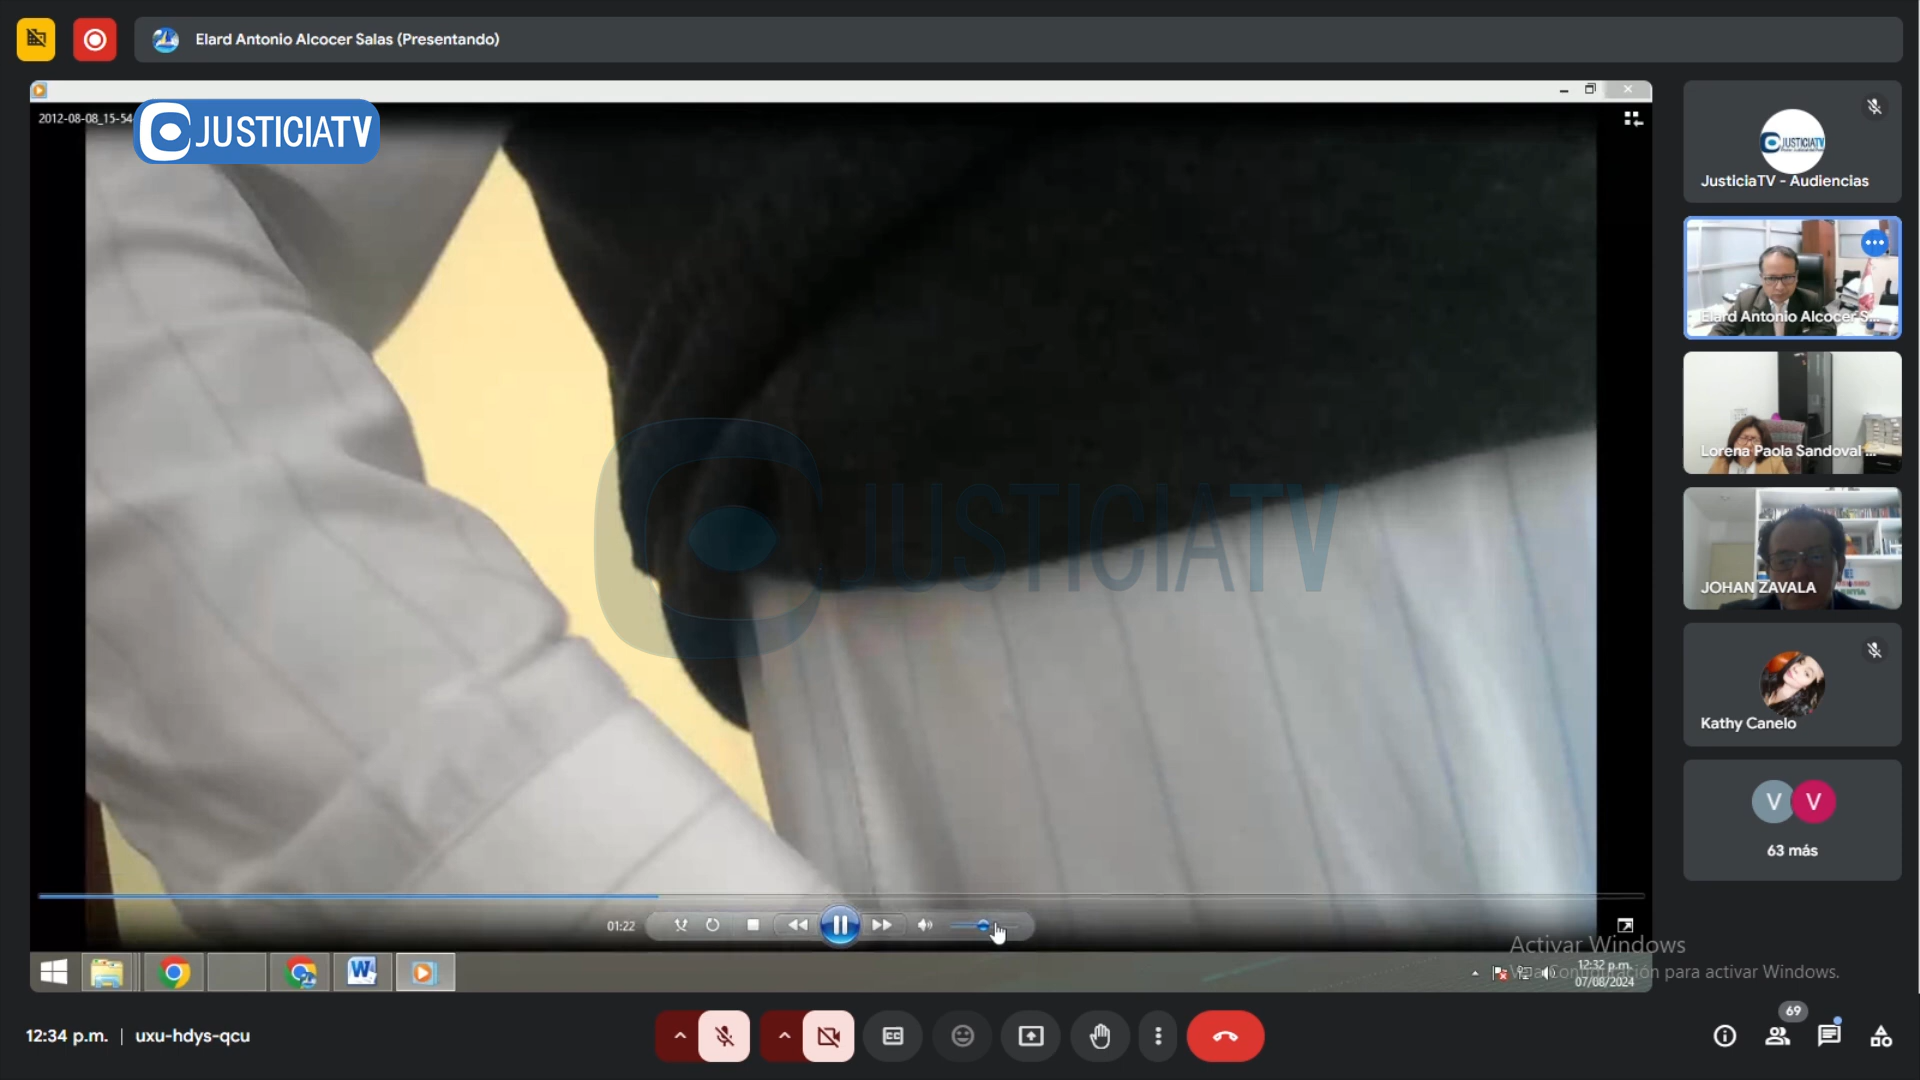 Elard Antonio Alcocer Salas (Presentando)
2012-08-08_15-54
JUSTICIATV
JUSTICIATV
JUSTICIATV
JusticiaTV - Audiencias
Elard Antonio Alcocer S...
Lorena Paola Sandoval ...
JOHAN ZAVALA
Kathy Canelo
V V
63 más
01:22
Activar Windows
ción para activar Windows.
12:32 p.m.
07/08/2024
12:34 p.m. | uxu-hdys-qcu
69